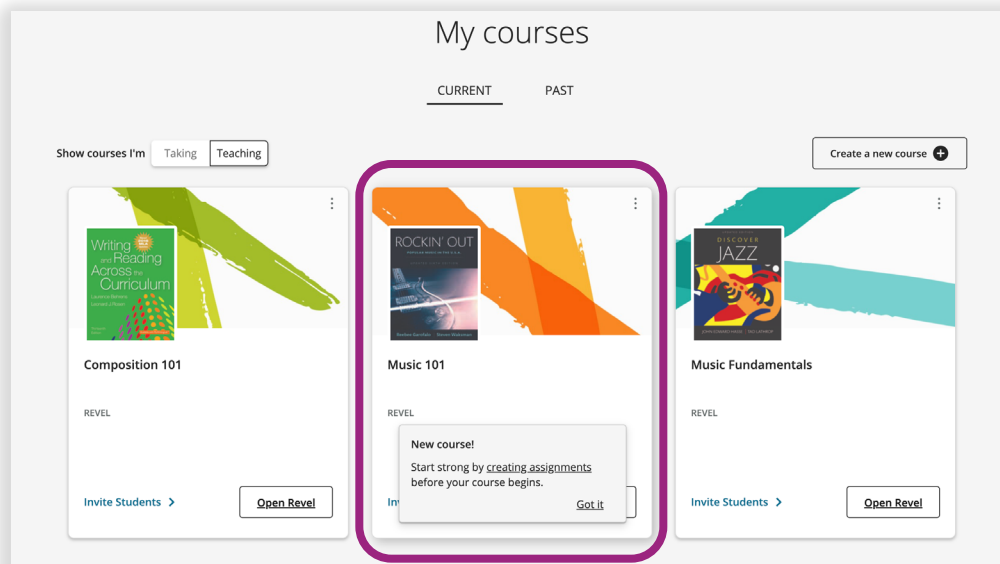 My courses
CURRENT PAST
Show courses I'm Taking Teaching
Create a new course
Writing
and Reading
Across the
Curriculum
Laurence Behrens
Leonard J Rosen
Composition 101
REVEL
Invite Students
Open Revel
ROCKIN' OUT
Music 101
REVEL
New course!
Start strong by creating assignments
before your course begins.
Got it
DISCOVER
JAZZ
Music Fundamentals
REVEL
Invite Students
Open Revel